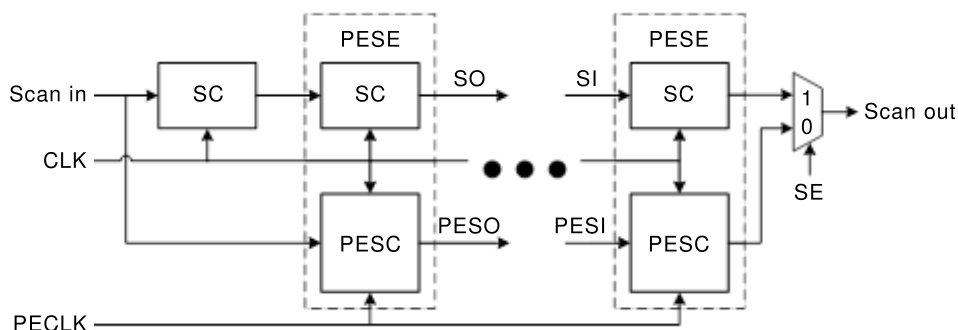 PESE
PESE
Scan in
SC
SC
SO
SI
SC
1
0
Scan out
CLK
SE
PESC
PESO
PESI
PESC
PECLK